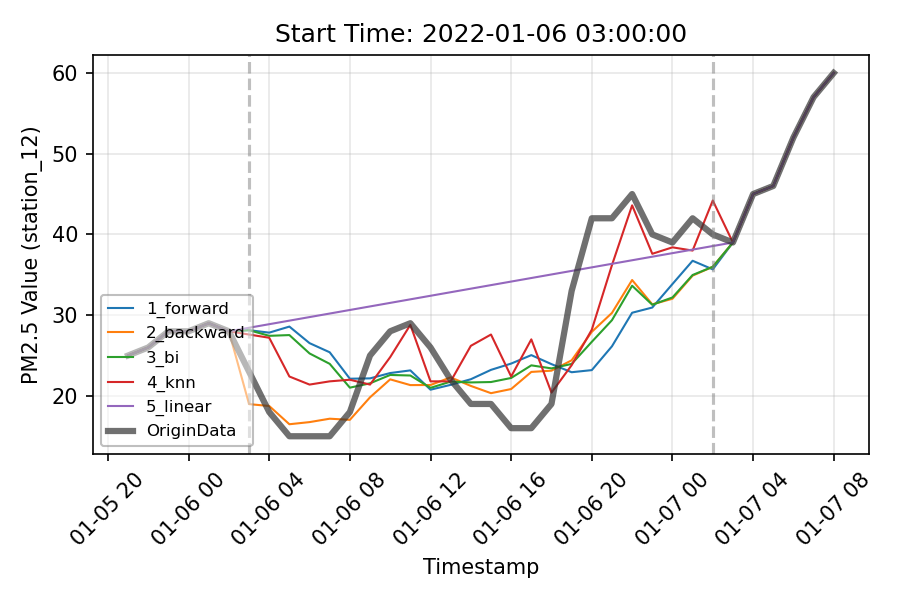 Start Time: 2022-01-06 03:00:00
PM2.5 Value (station_12)
60
50
40
30
20
1_forward
2_backward
3_bi
4_knn
5_linear
OriginData
01-05 20
01-06 00
01-06 04
01-06 08
01-06 12
01-06 16
01-06 20
01-07 00
01-07 04
01-07 08
Timestamp